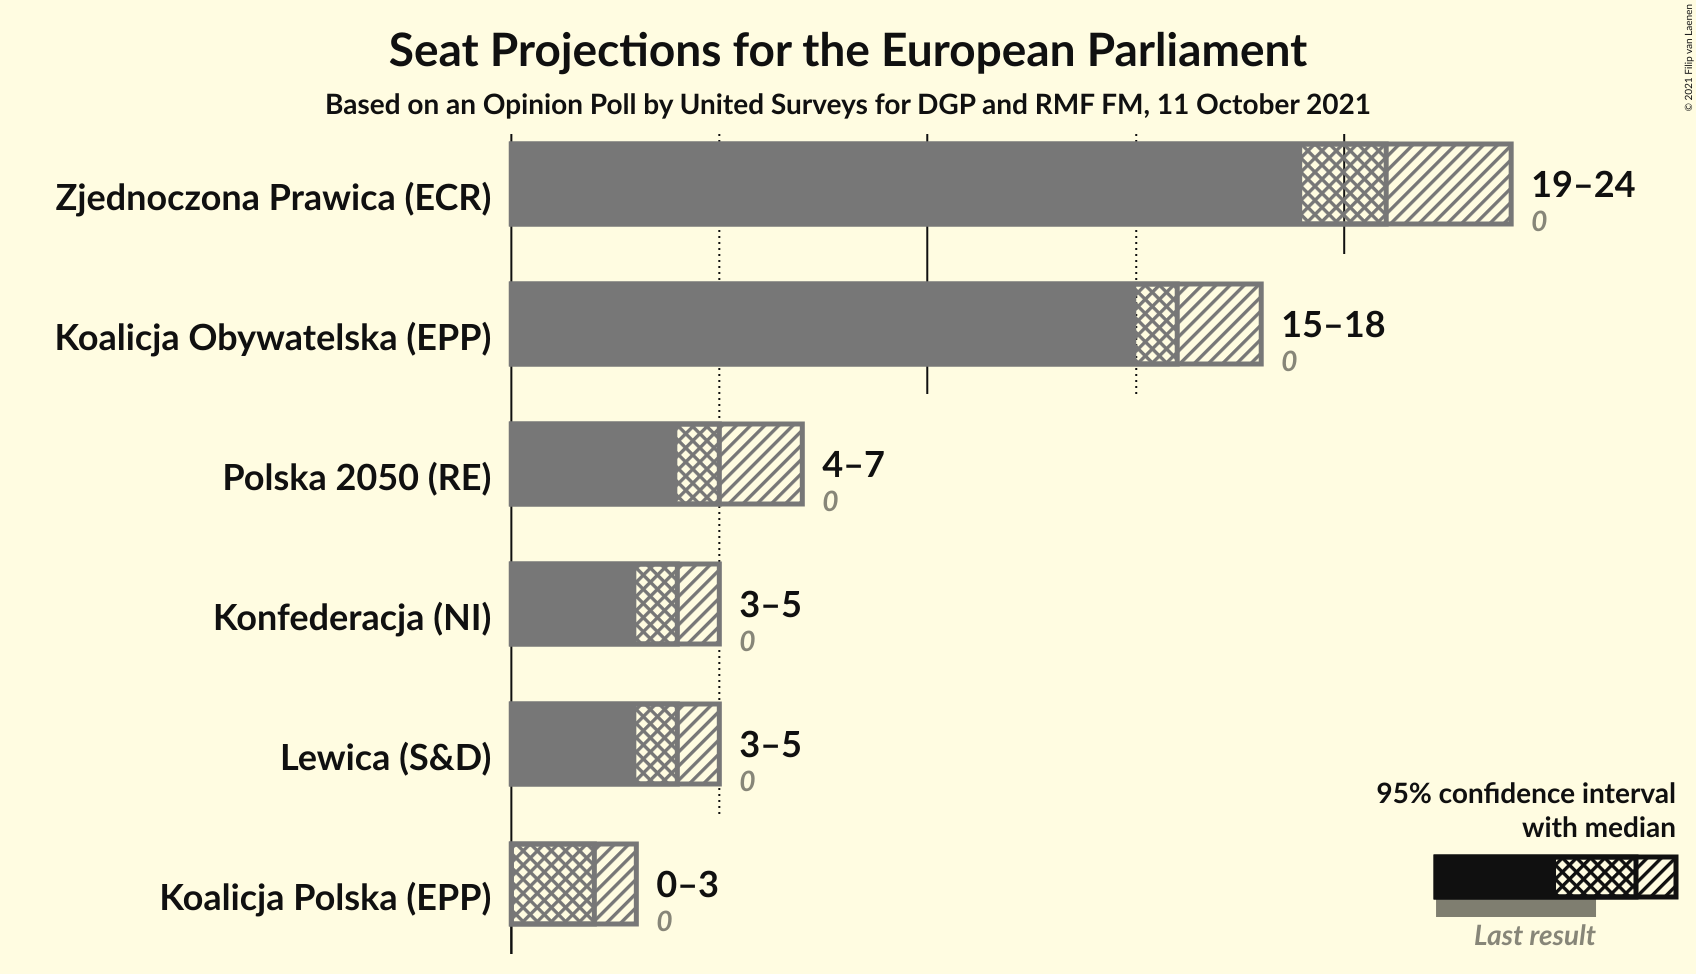 Seat Projections for the European Parliament
Based on an Opinion Poll by United Surveys for DGP and RMF FM, 11 October 2021
© 2021 Filip van Laenen
Zjednoczona Prawica (ECR)
19–24
0
Koalicja Obywatelska (EPP)
15–18
0
Polska 2050 (RE)
4–7
0
Konfederacja (NI)
3–5
0
Lewica (S&D)
3–5
0
Koalicja Polska (EPP)
0–3
0
95% confidence interval
with median
Last result